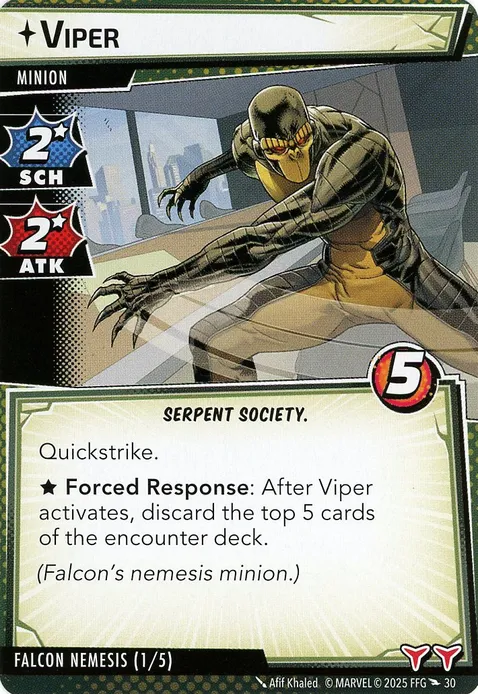 Viper
MINION
2★
SCH
2★
ATK
5
SERPENT SOCIETY.
Quickstrike.
★ Forced Response: After Viper
activates, discard the top 5 cards
of the encounter deck.
(Falcon's nemesis minion.)
FALCON NEMESIS (1/5)
Afif Khaled © MARVEL © 2025 FFG 30